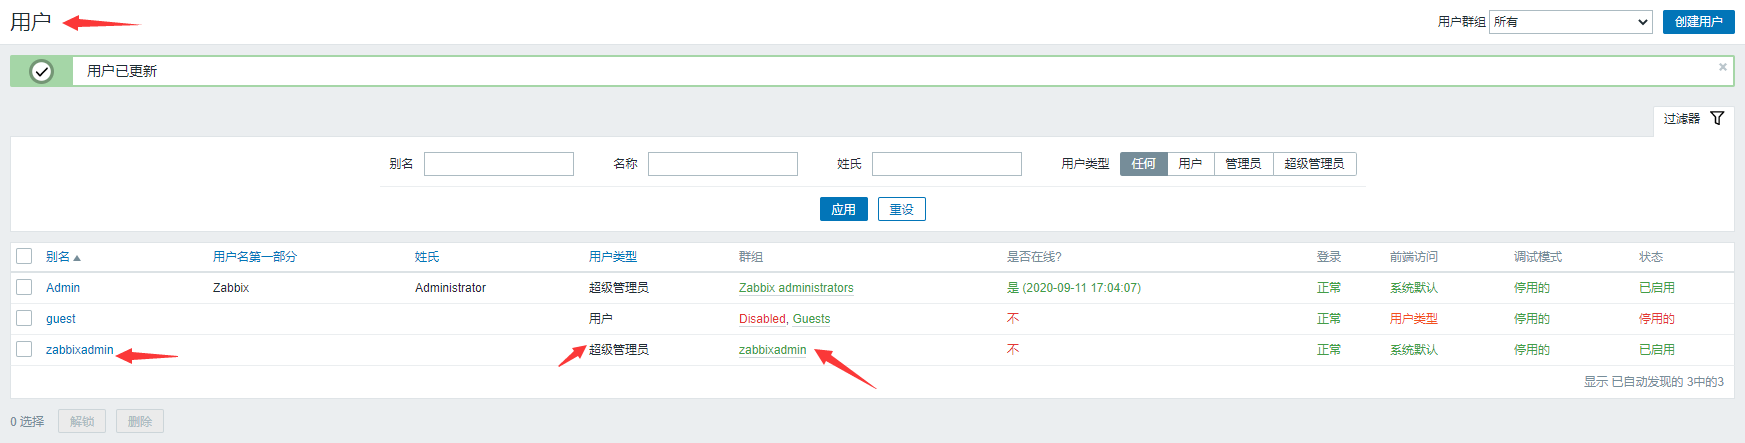 用户
用户群组 所有 创建用户
用户已更新
过滤器
别名 名称 姓氏 用户类型 任何 用户 管理员 超级管理员
应用 重设
别名 用户名第一部分 姓氏 用户类型 群组 是否在线? 登录 前端访问 调试模式 状态
Admin Zabbix Administrator 超级管理员 Zabbix administrators 是 (2020-09-11 17:04:07) 正常 系统默认 停用的 已启用
guest 用户 Disabled, Guests 不 正常 用户类型 停用的 停用的
zabbixadmin 超级管理员 zabbixadmin 不 正常 系统默认 停用的 已启用
显示 已自动发现的 3中的3
0 选择 解锁 删除